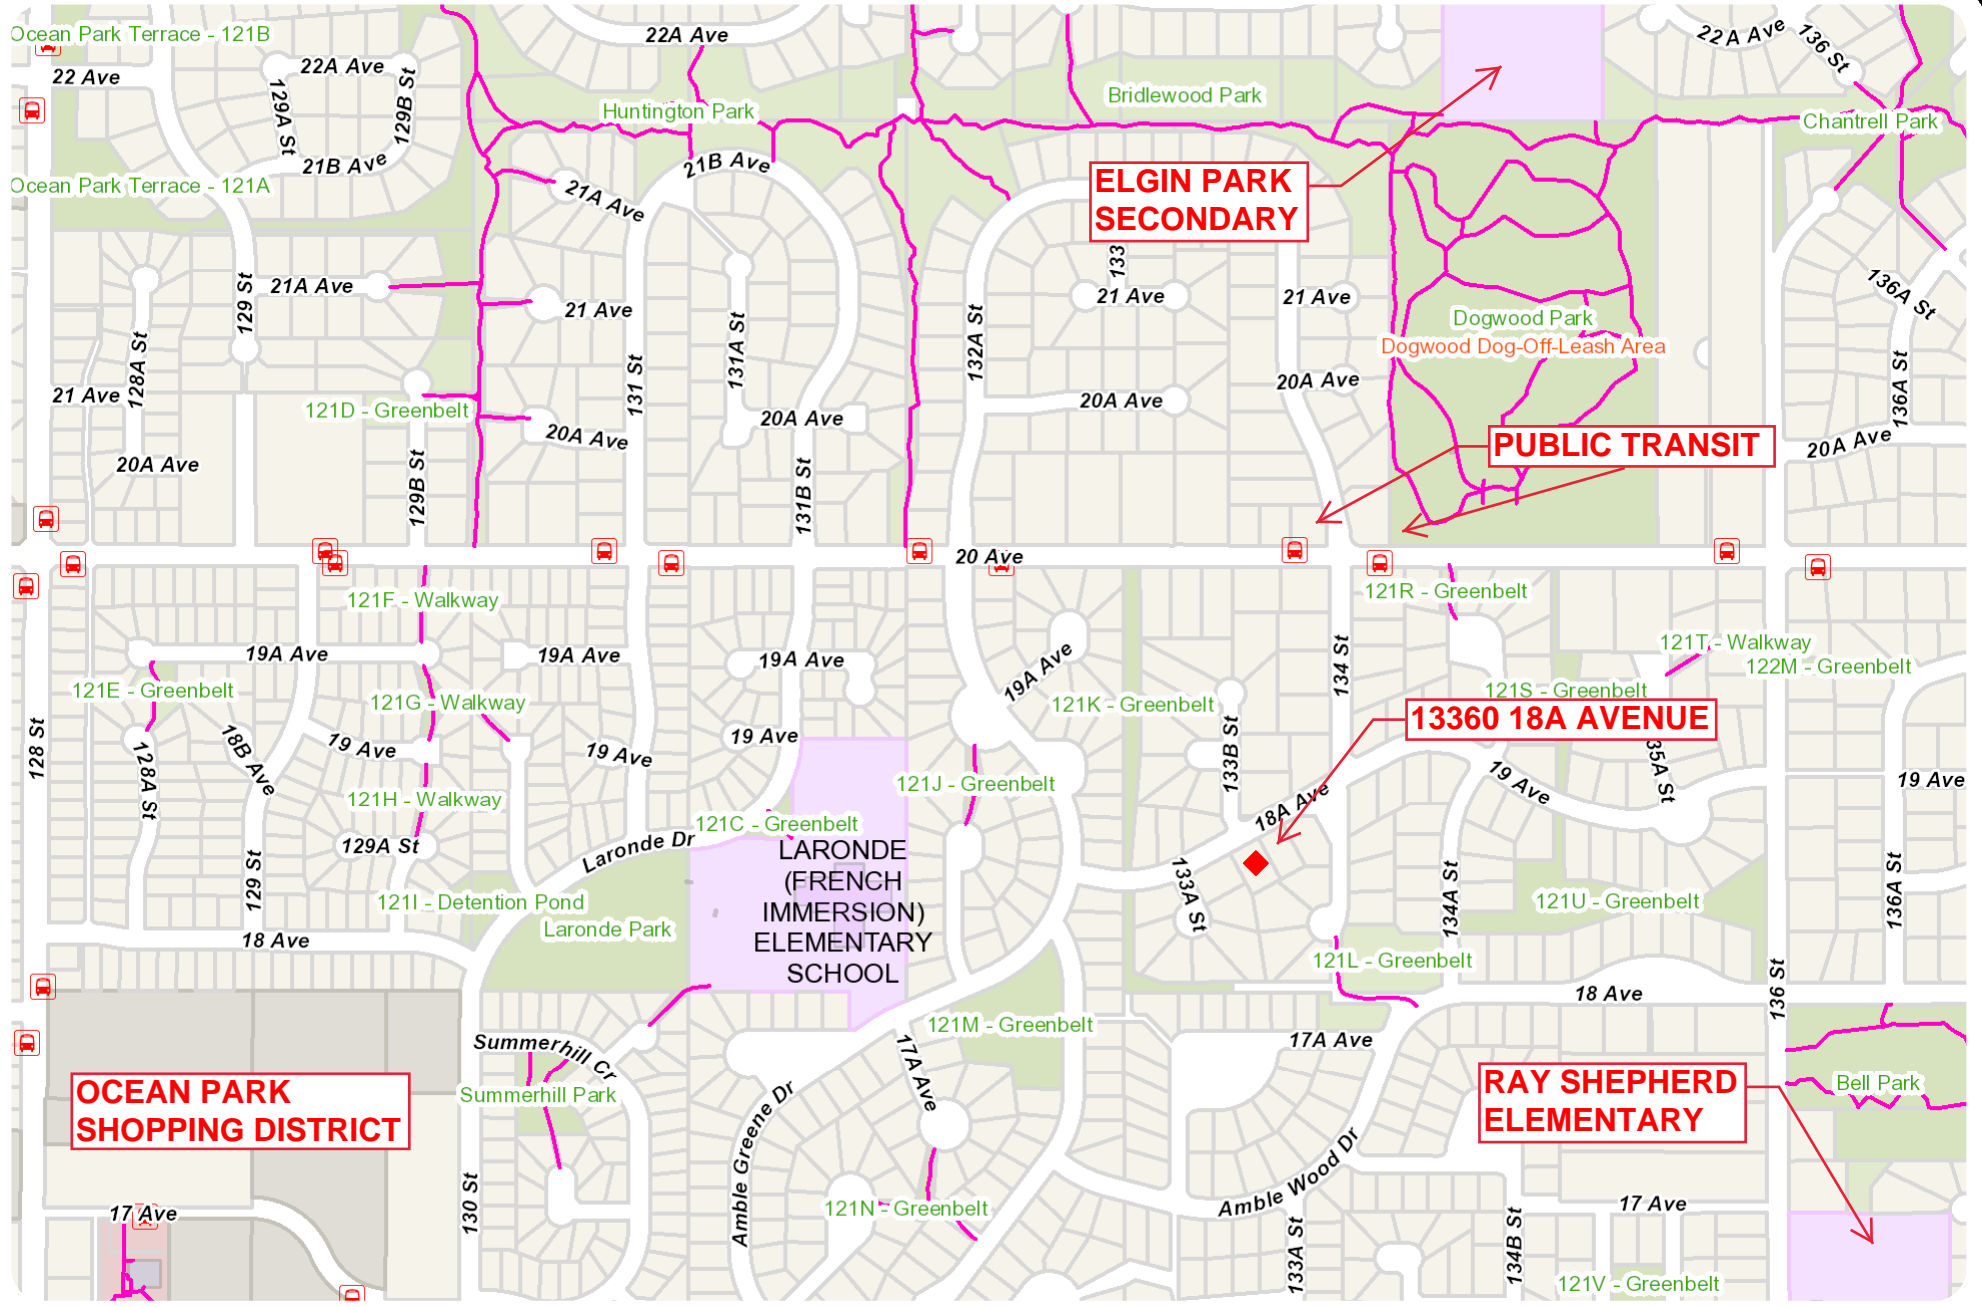 Ocean Park Terrace - 121B
22A Ave
22A Ave
136 St
22 Ave
22A Ave
129A St
129B St
21B Ave
Huntington Park
Bridlewood Park
Chantrell Park
Ocean Park Terrace - 121A
21A Ave
21B Ave
ELGIN PARK
SECONDARY
129 St
21A Ave
21 Ave
133
21 Ave
21 Ave
136A St
Dogwood Park
Dogwood Dog-Off-Leash Area
128A St
131 St
131A St
132A St
136A St
21 Ave
121D - Greenbelt
20A Ave
20A Ave
20A Ave
20A Ave
20A Ave
20A Ave
20A Ave
129B St
131B St
PUBLIC TRANSIT
20 Ave
121F - Walkway
121R - Greenbelt
19A Ave
19A Ave
19A Ave
19A Ave
134 St
121T - Walkway
122M - Greenbelt
121E - Greenbelt
121G - Walkway
121K - Greenbelt
121S - Greenbelt
13360 18A AVENUE
128 St
128A St
18B Ave
19 Ave
19 Ave
19 Ave
133B St
35A St
19 Ave
19 Ave
121H - Walkway
121J - Greenbelt
18A Ave
129A St
129 St
Laronde Dr
121C - Greenbelt
LARONDE
(FRENCH
IMMERSION)
ELEMENTARY
SCHOOL
133A St
134A St
136A St
121I - Detention Pond
121U - Greenbelt
18 Ave
Laronde Park
121L - Greenbelt
18 Ave
136 St
121M - Greenbelt
17A Ave
17A Ave
Summerhill Cr
Summerhill Park
OCEAN PARK
SHOPPING DISTRICT
RAY SHEPHERD
ELEMENTARY
Bell Park
Amble Greene Dr
Amble Wood Dr
130 St
17 Ave
121N - Greenbelt
17 Ave
133A St
134B St
121V - Greenbelt